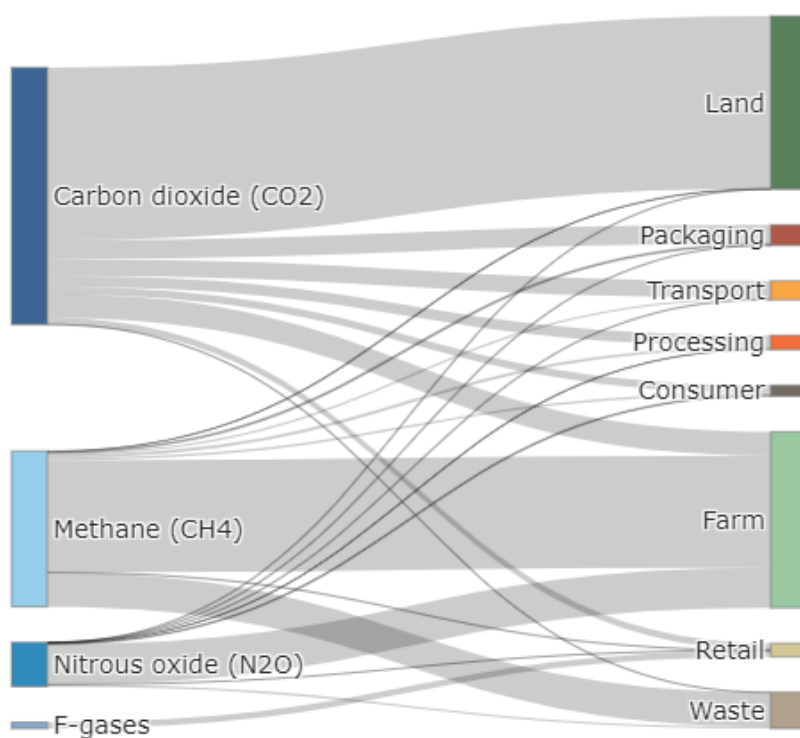 Land
Carbon dioxide (CO2)
Packaging
Transport
Processing
Consumer
Farm
Methane (CH4)
Retail
Nitrous oxide (N2O)
Waste
F-gases